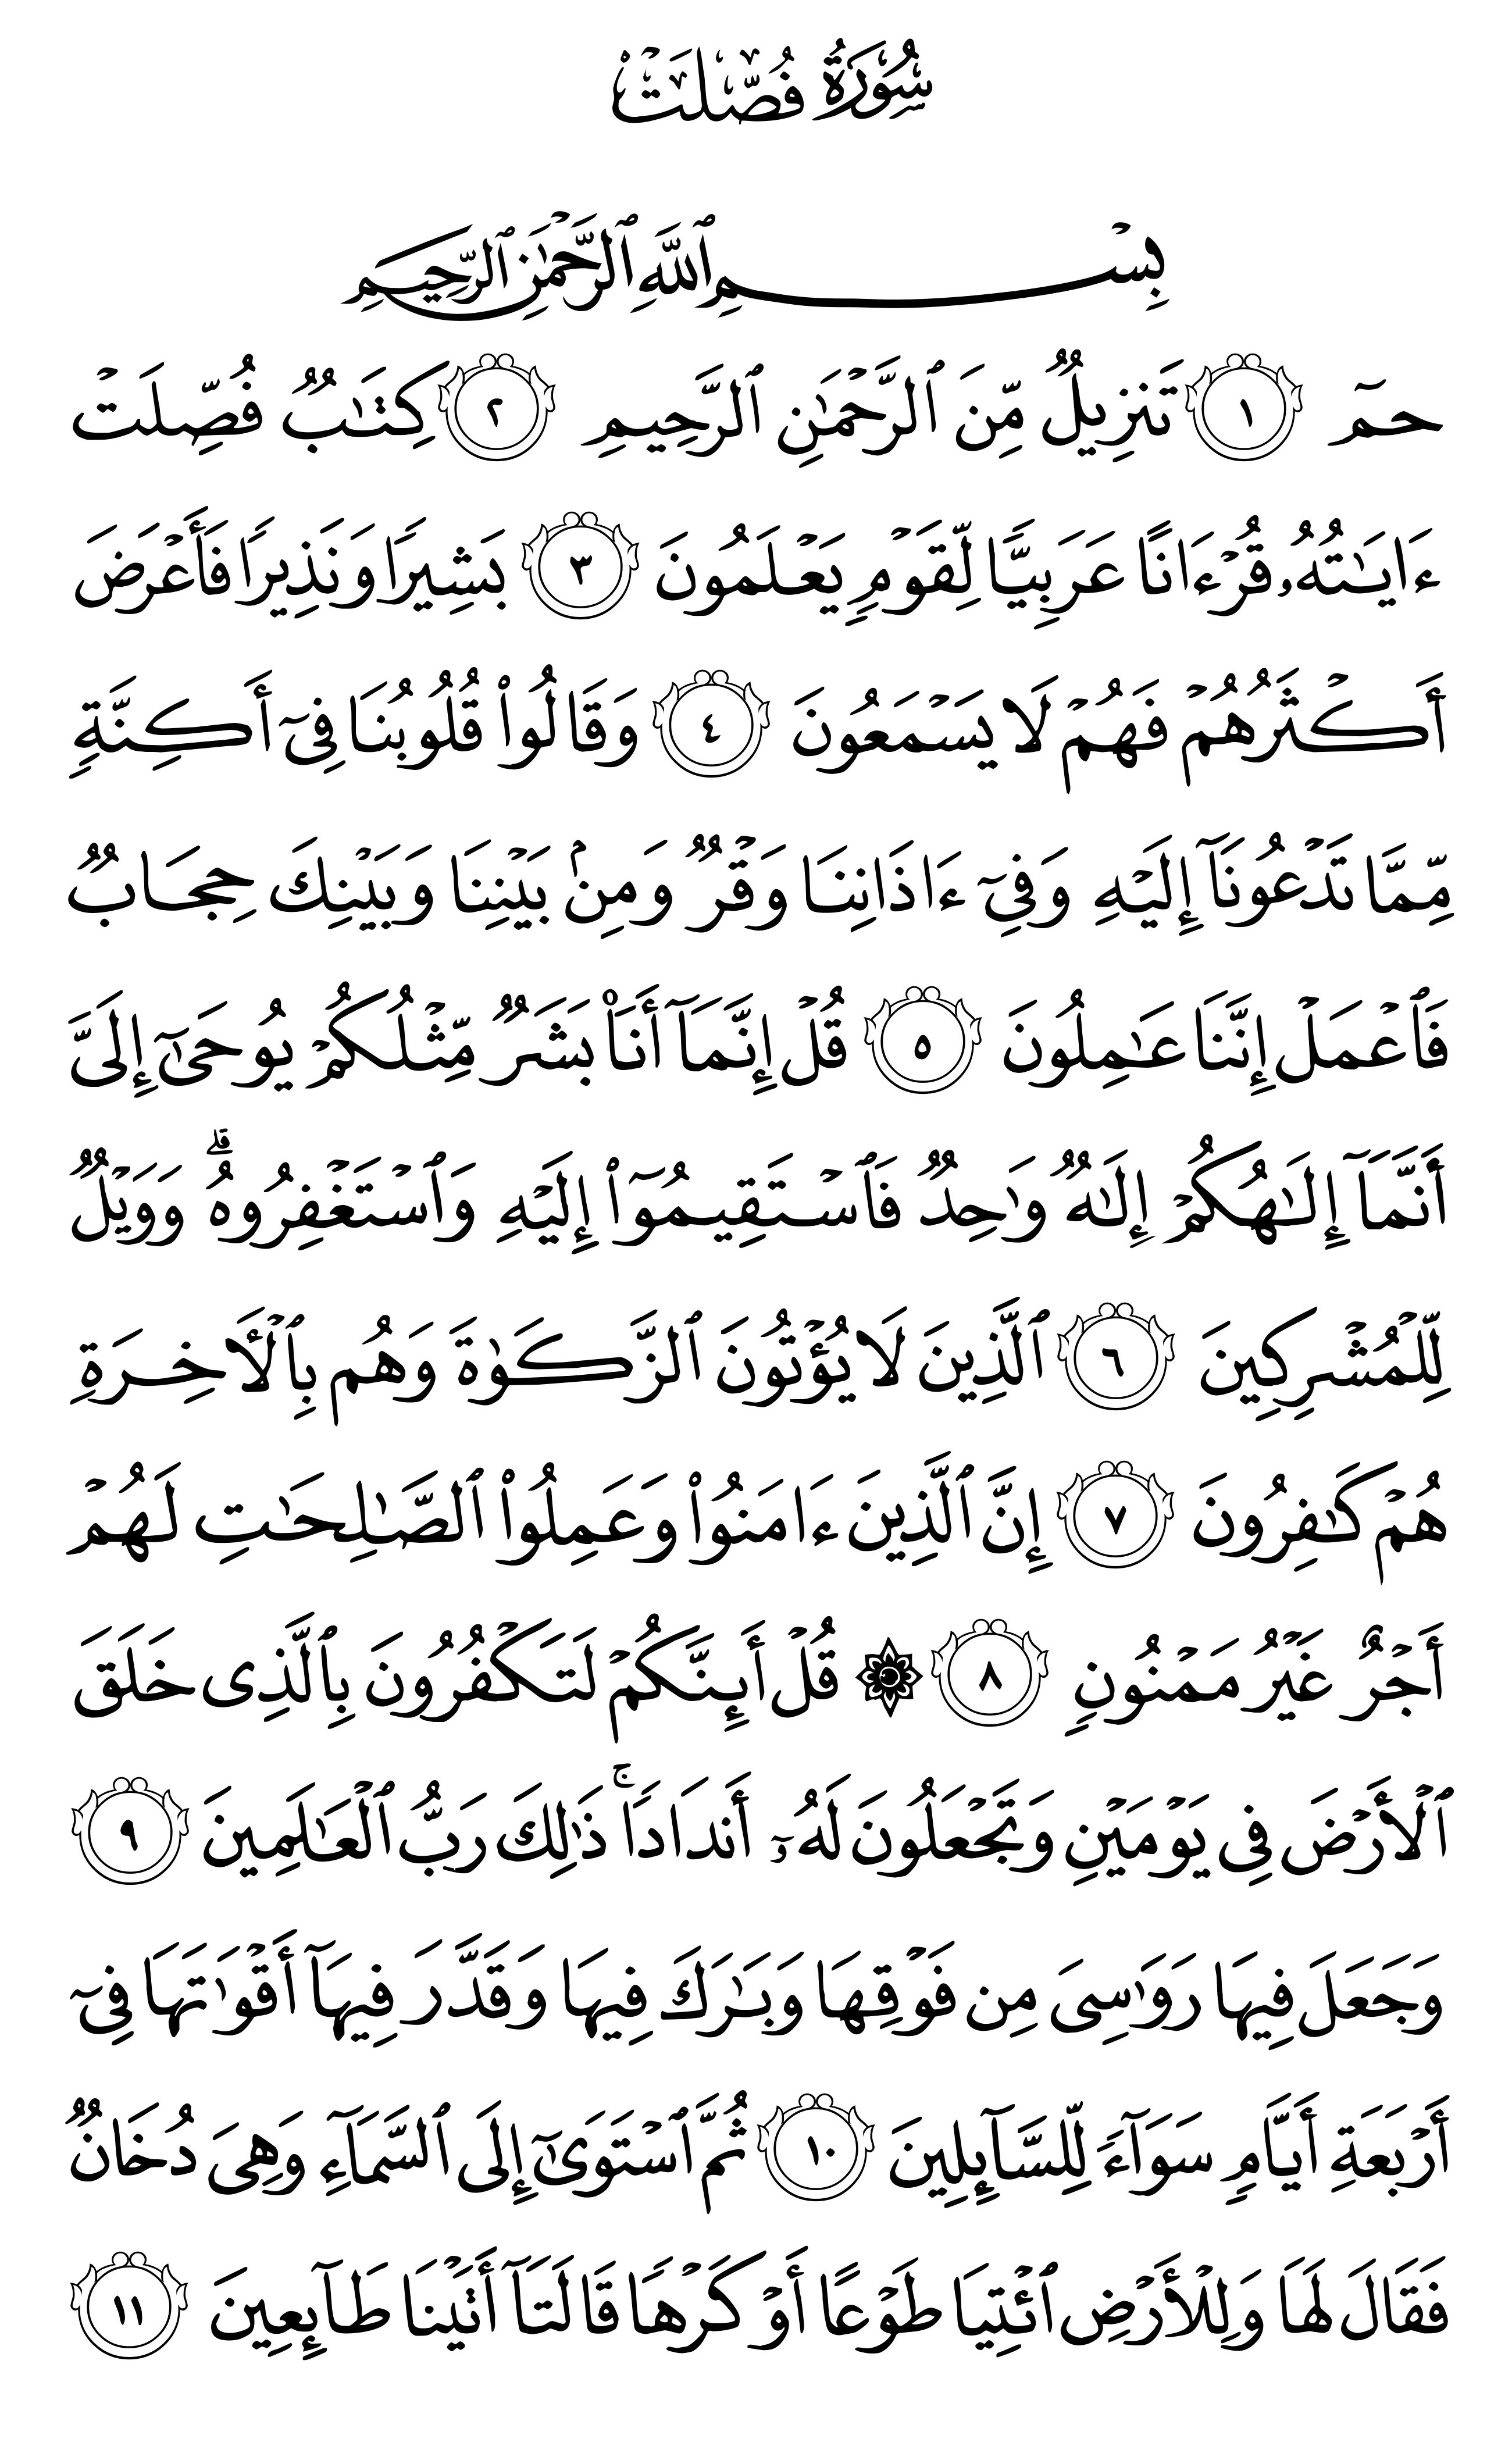 سُورَةُ فُصِّلَتْ
بِسْمِ ٱللَّهِ ٱلرَّحْمَٰنِ ٱلرَّحِيمِ
حمٓ ١ تَنزِيلٌ مِّنَ ٱلرَّحْمَٰنِ ٱلرَّحِيمِ ٢ كِتَٰبٌ فُصِّلَتْ
ءَايَٰتُهُۥ قُرْءَانًا عَرَبِيًّا لِّقَوْمٍ يَعْلَمُونَ ٣ بَشِيرًا وَنَذِيرًا فَأَعْرَضَ
أَكْثَرُهُمْ فَهُمْ لَا يَسْمَعُونَ ٤ وَقَالُوا۟ قُلُوبُنَا فِىٓ أَكِنَّةٍ
مِّمَّا تَدْعُونَآ إِلَيْهِ وَفِىٓ ءَاذَانِنَا وَقْرٌ وَمِنۢ بَيْنِنَا وَبَيْنِكَ حِجَابٌ
فَٱعْمَلْ إِنَّنَا عَٰمِلُونَ ٥ قُلْ إِنَّمَآ أَنَا۠ بَشَرٌ مِّثْلُكُمْ يُوحَىٰٓ إِلَىَّ
أَنَّمَآ إِلَٰهُكُمْ إِلَٰهٌ وَٰحِدٌ فَٱسْتَقِيمُوٓا۟ إِلَيْهِ وَٱسْتَغْفِرُوهُ ۗ وَوَيْلٌ
لِّلْمُشْرِكِينَ ٦ ٱلَّذِينَ لَا يُؤْتُونَ ٱلزَّكَوٰةَ وَهُم بِٱلْـَٔاخِرَةِ
هُمْ كَٰفِرُونَ ٧ إِنَّ ٱلَّذِينَ ءَامَنُوا۟ وَعَمِلُوا۟ ٱلصَّٰلِحَٰتِ لَهُمْ
أَجْرٌ غَيْرُ مَمْنُونٍ ٨ ۞ قُلْ أَئِنَّكُمْ لَتَكْفُرُونَ بِٱلَّذِى خَلَقَ
ٱلْأَرْضَ فِى يَوْمَيْنِ وَتَجْعَلُونَ لَهُۥٓ أَندَادًا ۚ ذَٰلِكَ رَبُّ ٱلْعَٰلَمِينَ ٩
وَجَعَلَ فِيهَا رَوَٰسِىَ مِن فَوْقِهَا وَبَٰرَكَ فِيهَا وَقَدَّرَ فِيهَآ أَقْوَٰتَهَا فِىٓ
أَرْبَعَةِ أَيَّامٍ سَوَآءً لِّلسَّآئِلِينَ ١٠ ثُمَّ ٱسْتَوَىٰٓ إِلَى ٱلسَّمَآءِ وَهِىَ دُخَانٌ
فَقَالَ لَهَا وَلِلْأَرْضِ ٱئْتِيَا طَوْعًا أَوْ كَرْهًا قَالَتَآ أَتَيْنَا طَآئِعِينَ ١١